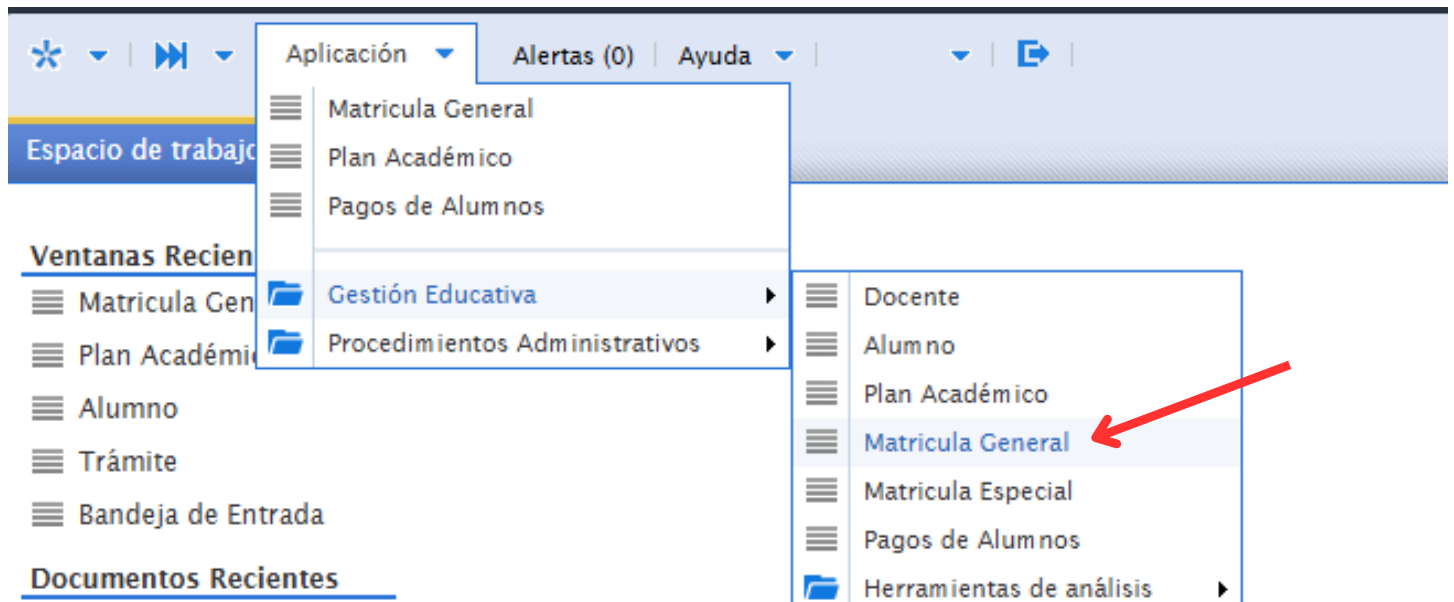 Aplicación Alertas (0) Ayuda
Matricula General
Plan Académico
Pagos de Alumnos
Gestión Educativa
Procedimientos Administrativos
Docente
Alumno
Plan Académico
Matricula General
Matricula Especial
Pagos de Alumnos
Herramientas de análisis
Espacio de trabajo
Ventanas Recien
Matricula Gen
Plan Académi
Alumno
Trámite
Bandeja de Entrada
Documentos Recientes